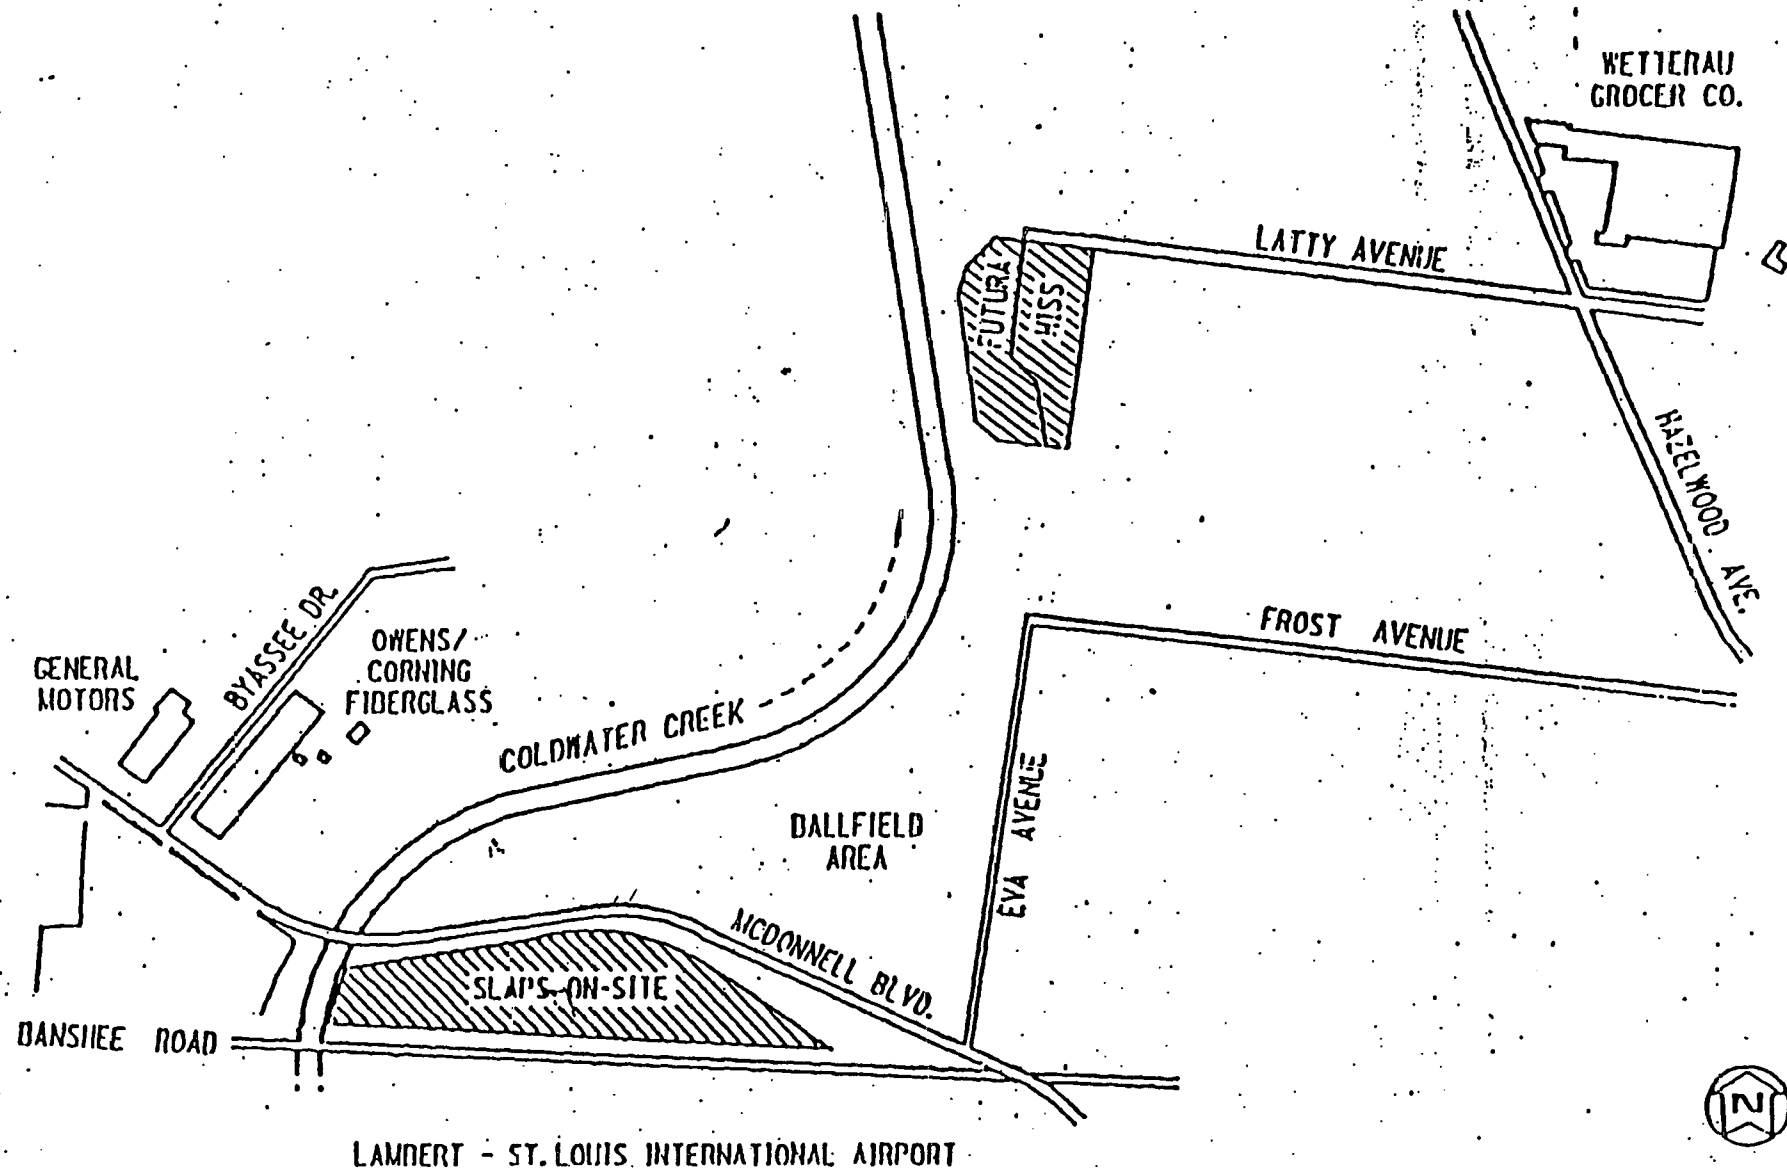 WETTERAU
GROCER CO.
LATTY AVENUE
FUTURA
HISS
HAZELWOOD AVE.
FROST AVENUE
BYASSEE DR.
OWENS/
CORNING
FIBERGLASS
GENERAL
MOTORS
COLDWATER CREEK
BALLFIELD
AREA
EVA AVENUE
MCDONNELL BLVD.
SLAPS-ON-SITE
BANSHEE ROAD
N
LAMBERT - ST. LOUIS INTERNATIONAL AIRPORT